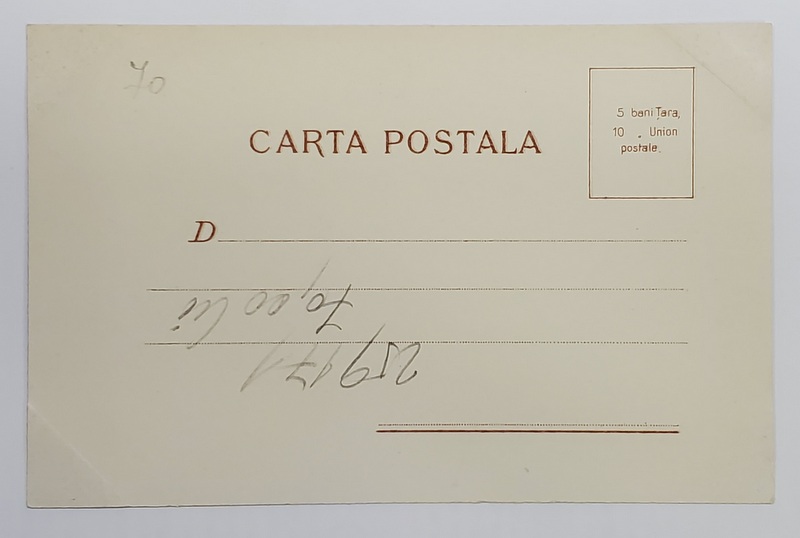 70
CARTA POSTALA
5 bani Țara,
10 „ Union
postale.
D
259171
70,00 lei